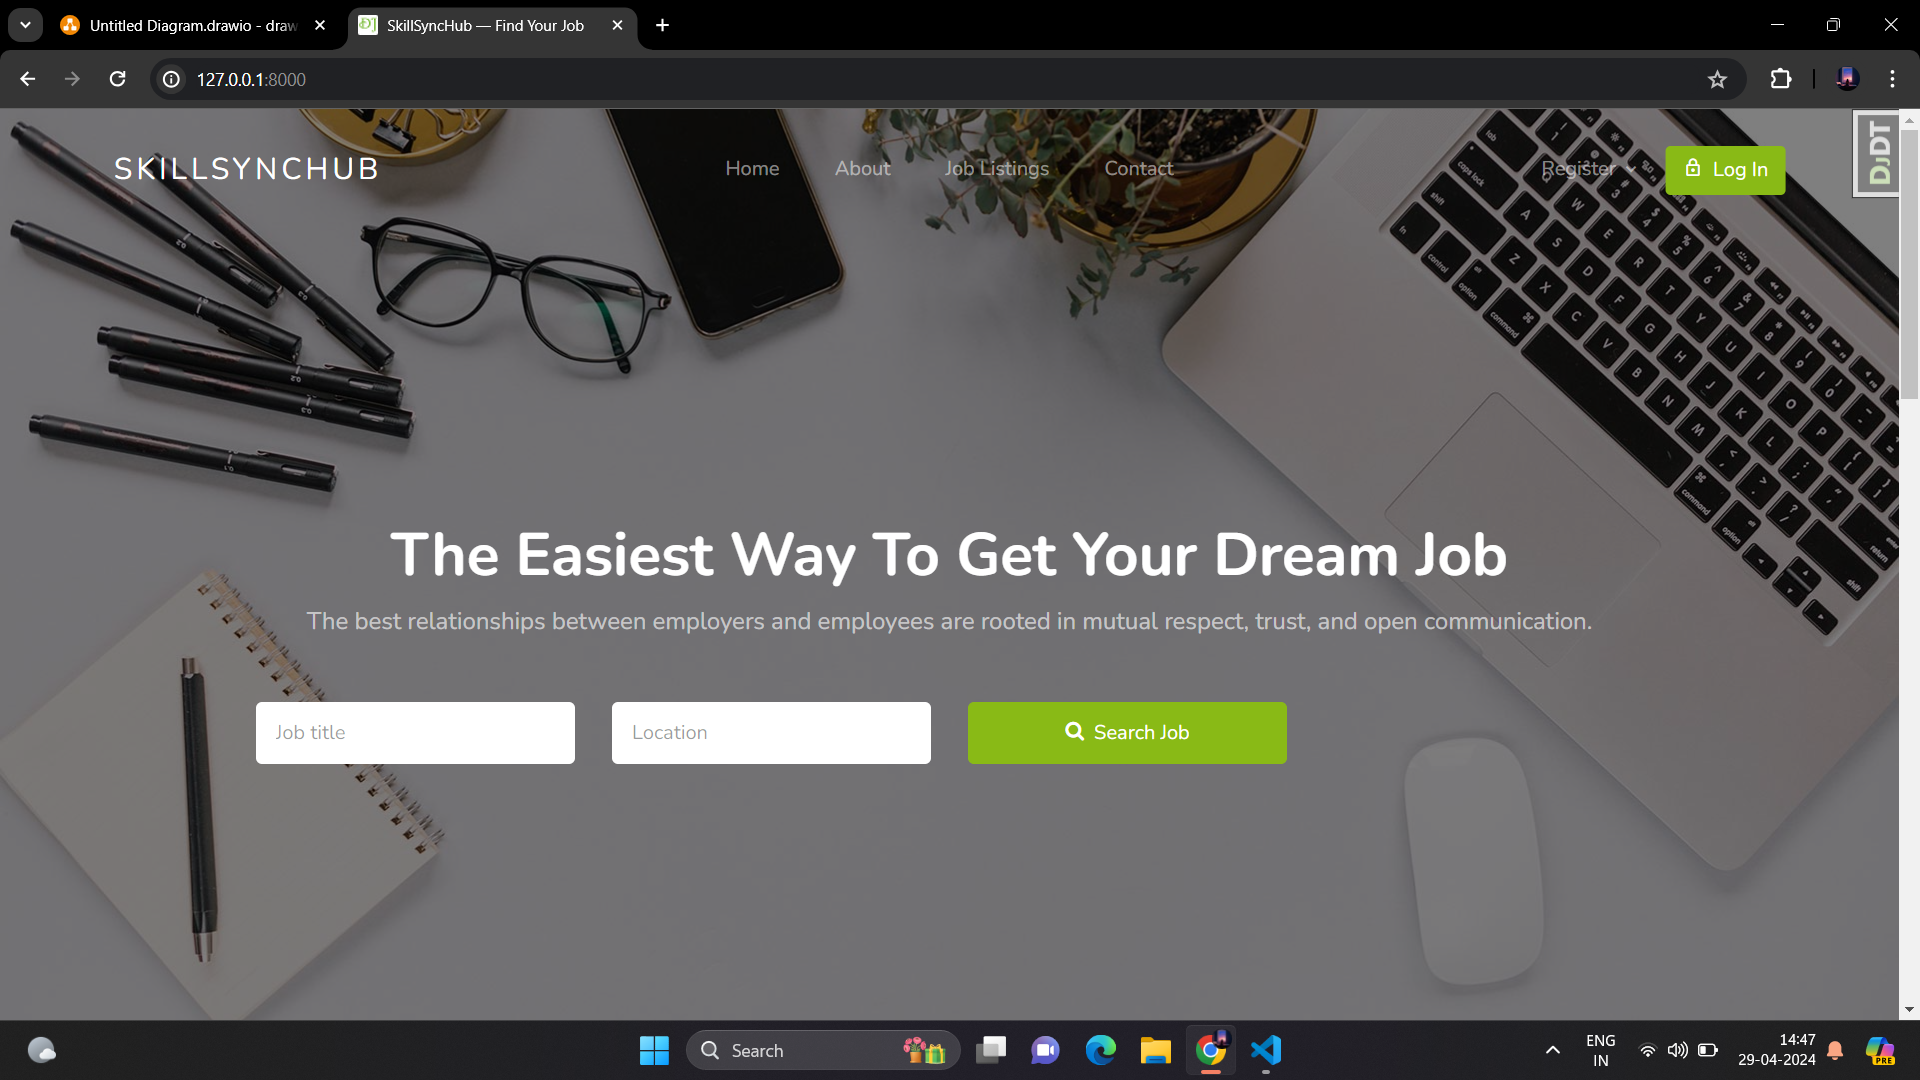 Untitled Diagram.drawio - draw
SkillSyncHub — Find Your Job
127.0.0.1:8000
SKILLSYNCHUB
Home
About
Job Listings
Contact
Register
Log In
DjDT
The Easiest Way To Get Your Dream Job
The best relationships between employers and employees are rooted in mutual respect, trust, and open communication.
Job title
Location
Search Job
Search
ENG
IN
14:47
29-04-2024
PRE